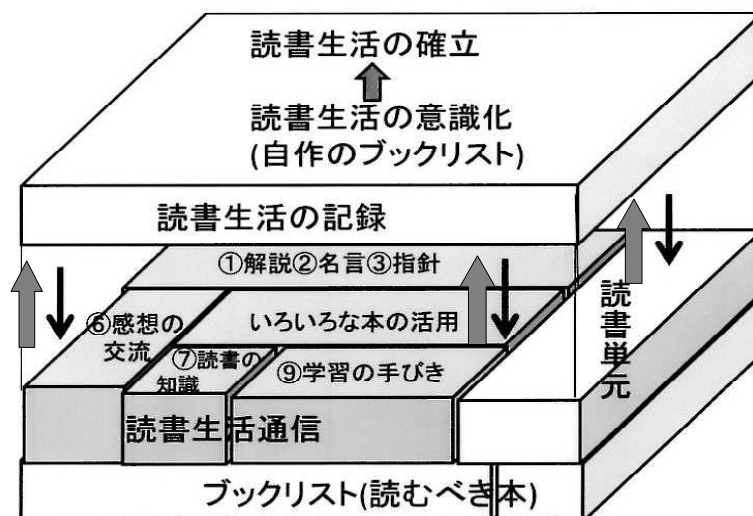 読書生活の確立
読書生活の意識化
(自作のブックリスト)
読書生活の記録
①解説②名言③指針
⑥感想の
交流
いろいろな本の活用
⑦読書の
知識
⑨学習の手びき
読書単元
読書生活通信
ブックリスト(読むべき本)